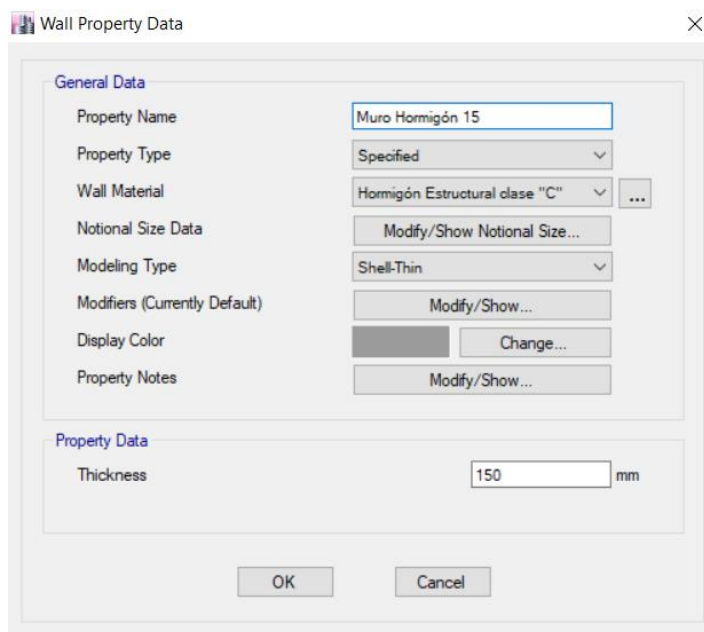 Wall Property Data
General Data
Property Name Muro Hormigón 15
Property Type Specified
Wall Material Hormigón Estructural clase "C" ...
Notional Size Data Modify/Show Notional Size...
Modeling Type Shell-Thin
Modifiers (Currently Default) Modify/Show...
Display Color Change...
Property Notes Modify/Show...
Property Data
Thickness 150 mm
OK Cancel